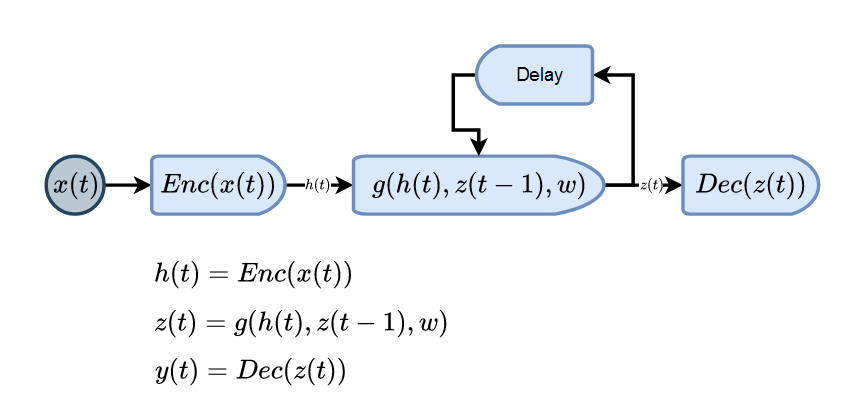 Delay
x(t) Enc(x(t)) h(t) g(h(t), z(t − 1), w) z(t) Dec(z(t))
h(t) = Enc(x(t))
z(t) = g(h(t), z(t − 1), w)
y(t) = Dec(z(t))